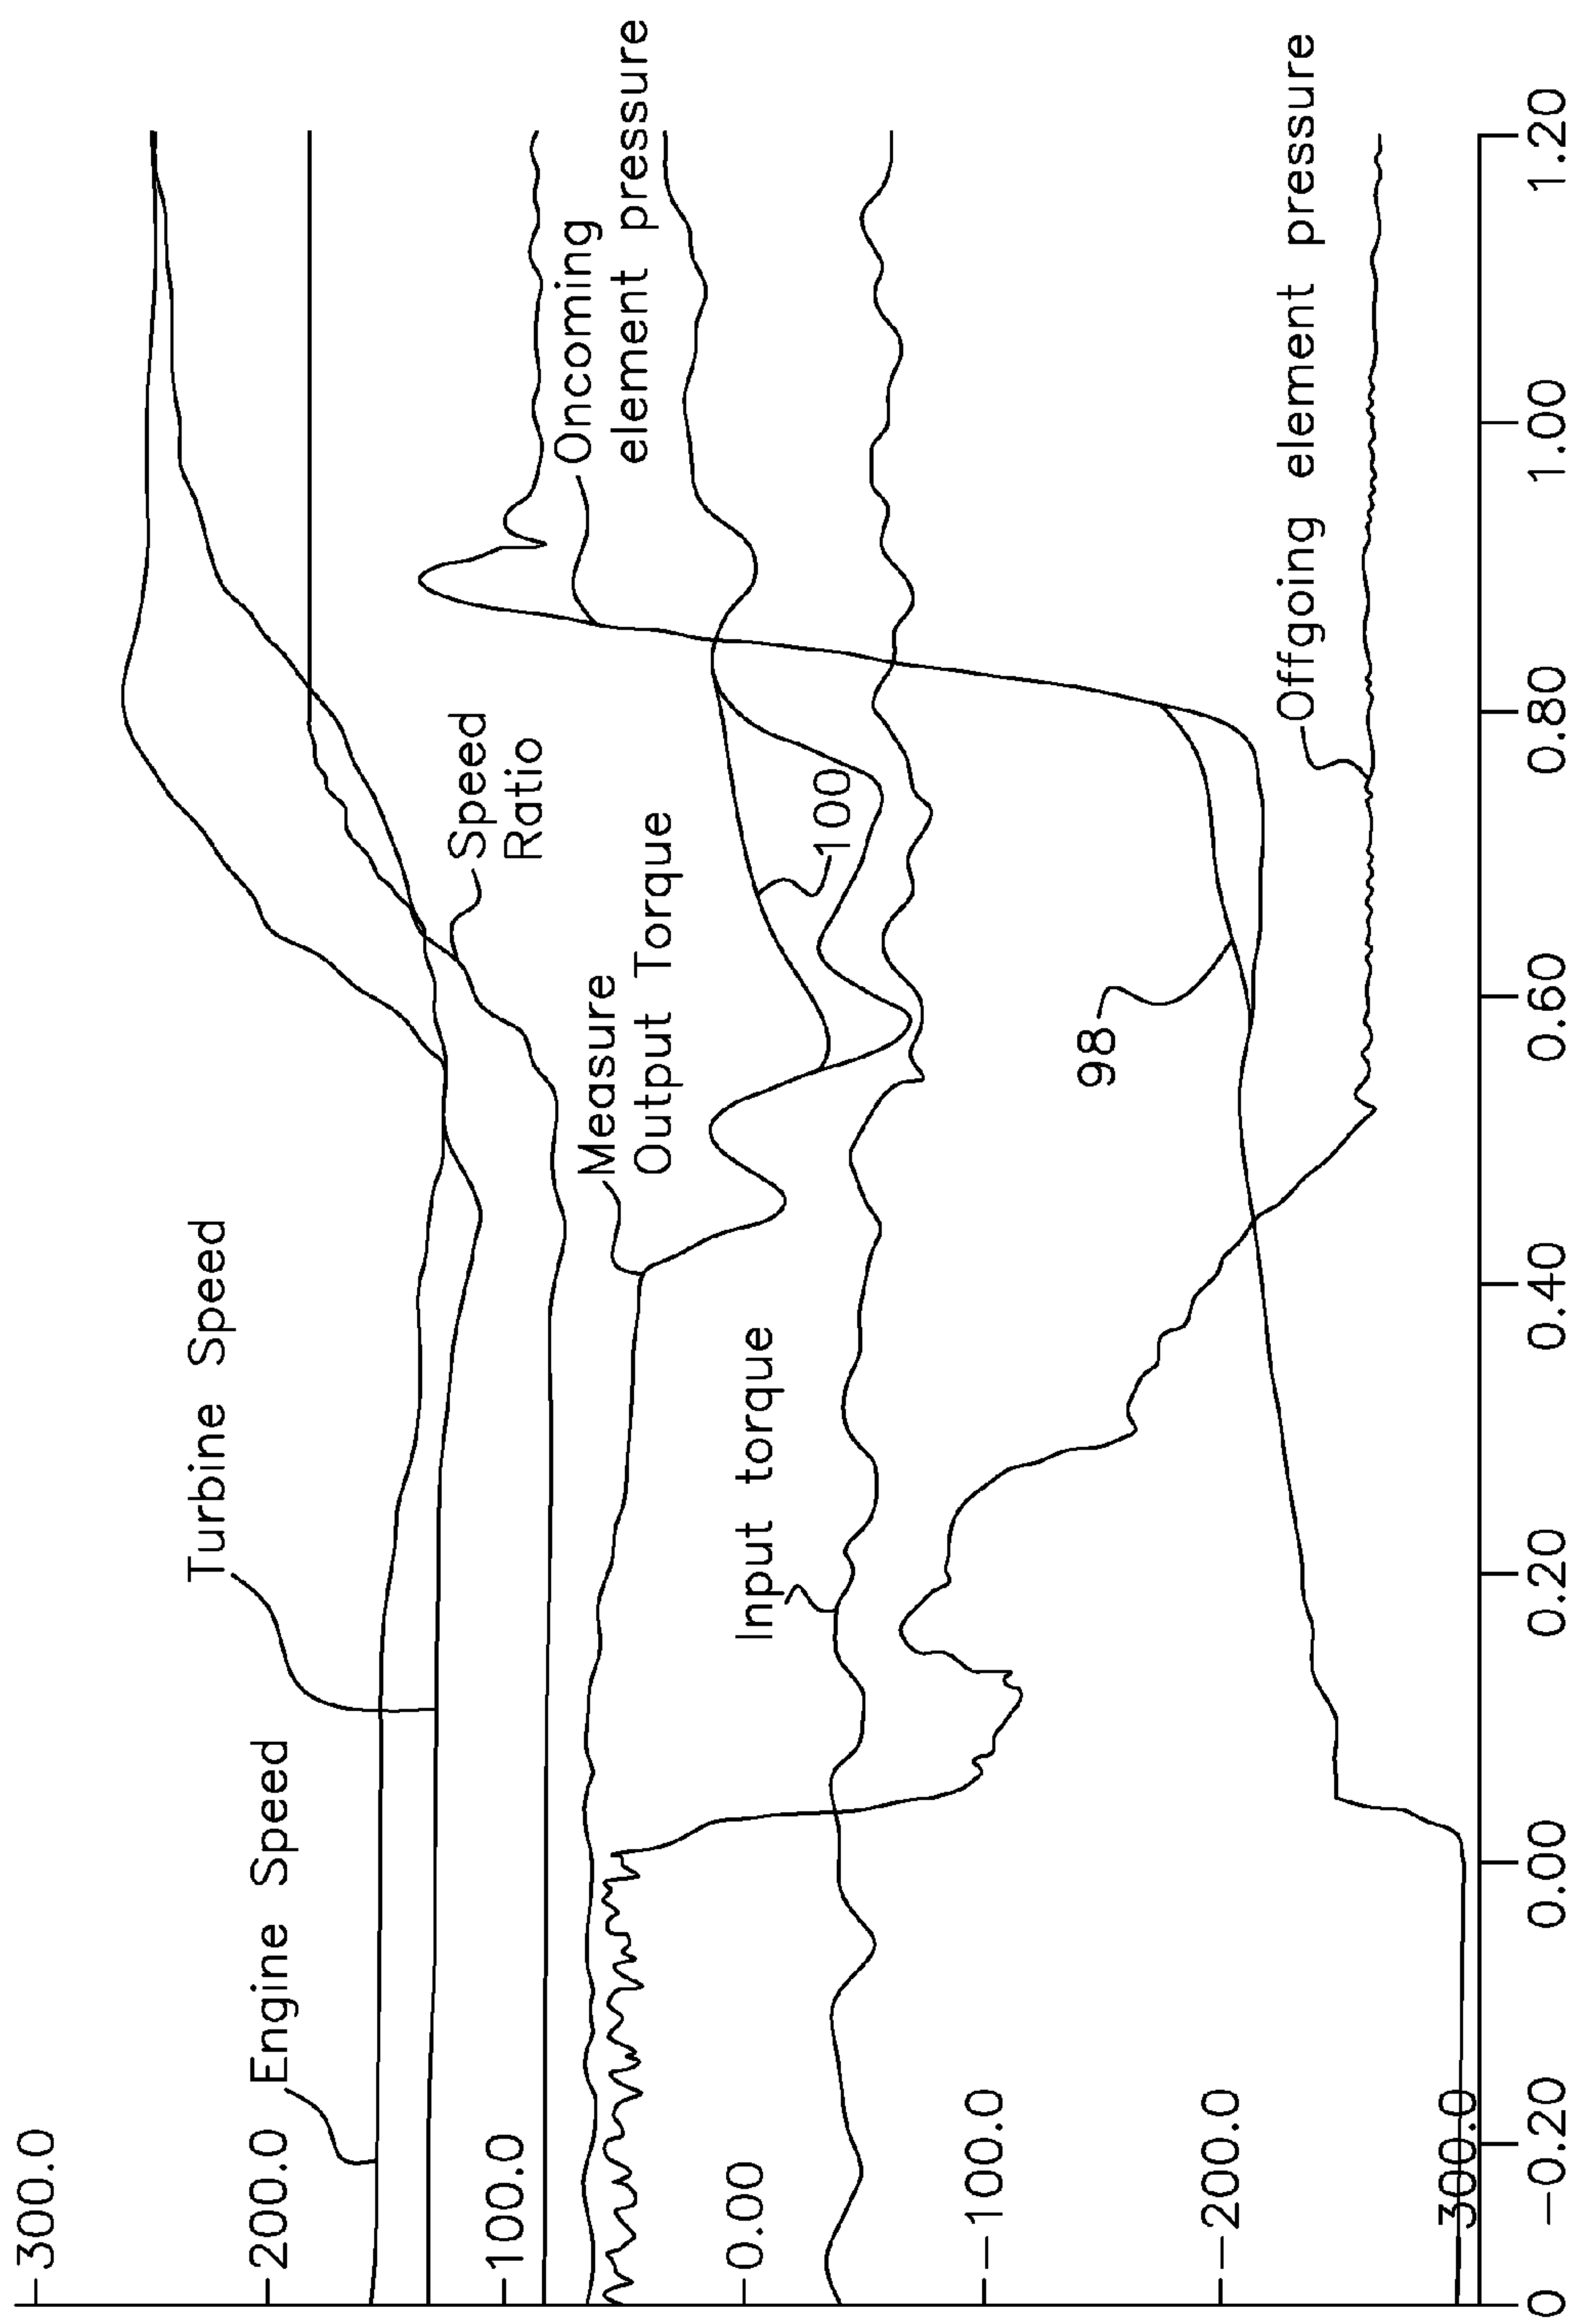 300.0
200.0
100.0
0.00
−100.0
−200.0
300.0
Engine Speed
Turbine Speed
Speed
Ratio
Measure
Output Torque
Oncoming
element pressure
Input torque
100
98
Offgoing element pressure
0
−0.20
0.00
0.20
0.40
0.60
0.80
1.00
1.20